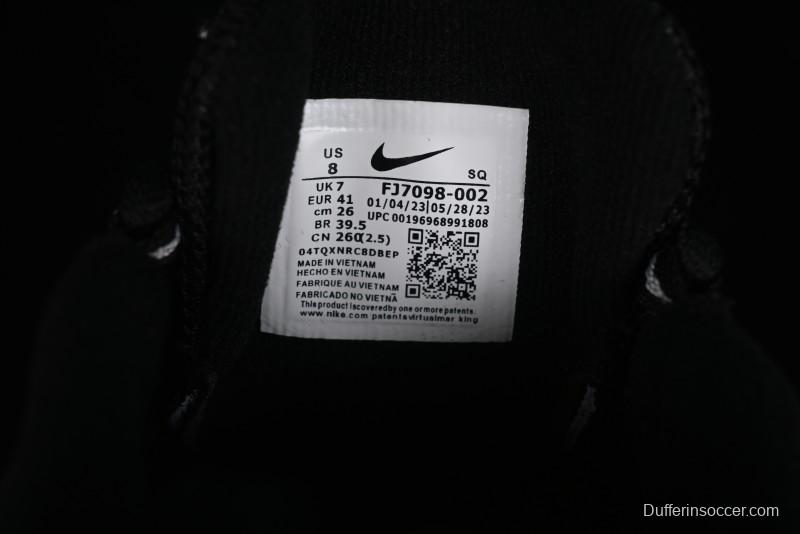 US
8
SQ
UK 7
FJ7098-002
EUR 41
01/04/23|05/28/23
cm 26
UPC 00196968991808
BR 39.5
CN 260(2.5)
04TQXNRC8DBEP
MADE IN VIETNAM
HECHO EN VIETNAM
FABRIQUE AU VIETNAM
FABRICADO NO VIETNÃ
This product is covered by one or more patents.
www.nike.com patentsvirtualmar king
Dufferinsoccer.com